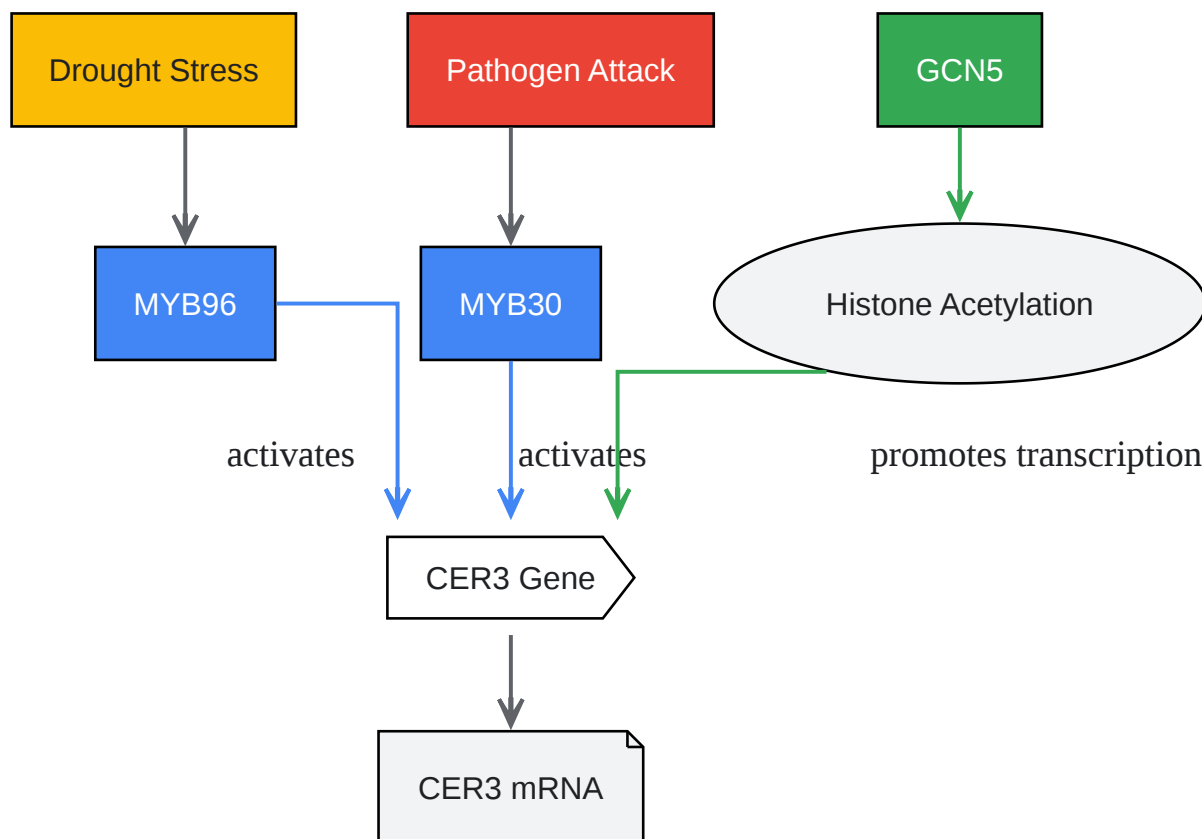 Drought Stress
Pathogen Attack
GCN5
MYB96
MYB30
Histone Acetylation
activates
activates
promotes transcription
CER3 Gene
CER3 mRNA